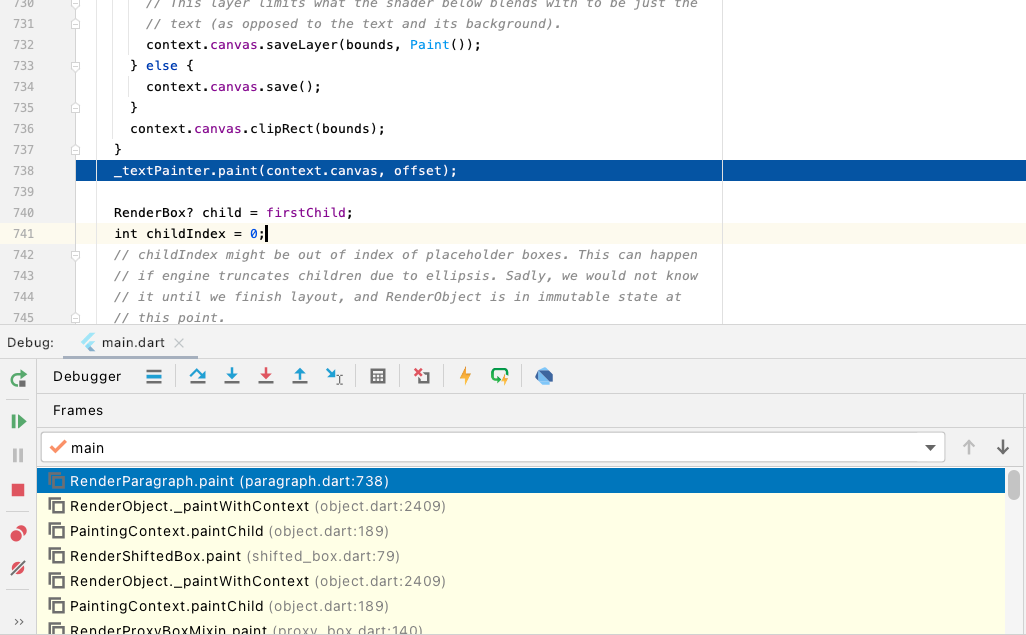 730 // This layer limits what the shader below blends with to be just the
731 // text (as opposed to the text and its background).
732 context.canvas.saveLayer(bounds, Paint());
733 } else {
734 context.canvas.save();
735 }
736 context.canvas.clipRect(bounds);
737 }
738 _textPainter.paint(context.canvas, offset);
739
740 RenderBox? child = firstChild;
741 int childIndex = 0;
742 // childIndex might be out of index of placeholder boxes. This can happen
743 // if engine truncates children due to ellipsis. Sadly, we would not know
744 // it until we finish layout, and RenderObject is in immutable state at
745 // this point.
Debug: main.dart
Debugger
Frames
main
RenderParagraph.paint (paragraph.dart:738)
RenderObject._paintWithContext (object.dart:2409)
PaintingContext.paintChild (object.dart:189)
RenderShiftedBox.paint (shifted_box.dart:79)
RenderObject._paintWithContext (object.dart:2409)
PaintingContext.paintChild (object.dart:189)
RenderProxyBoxMixin.paint (proxy_box.dart:140)